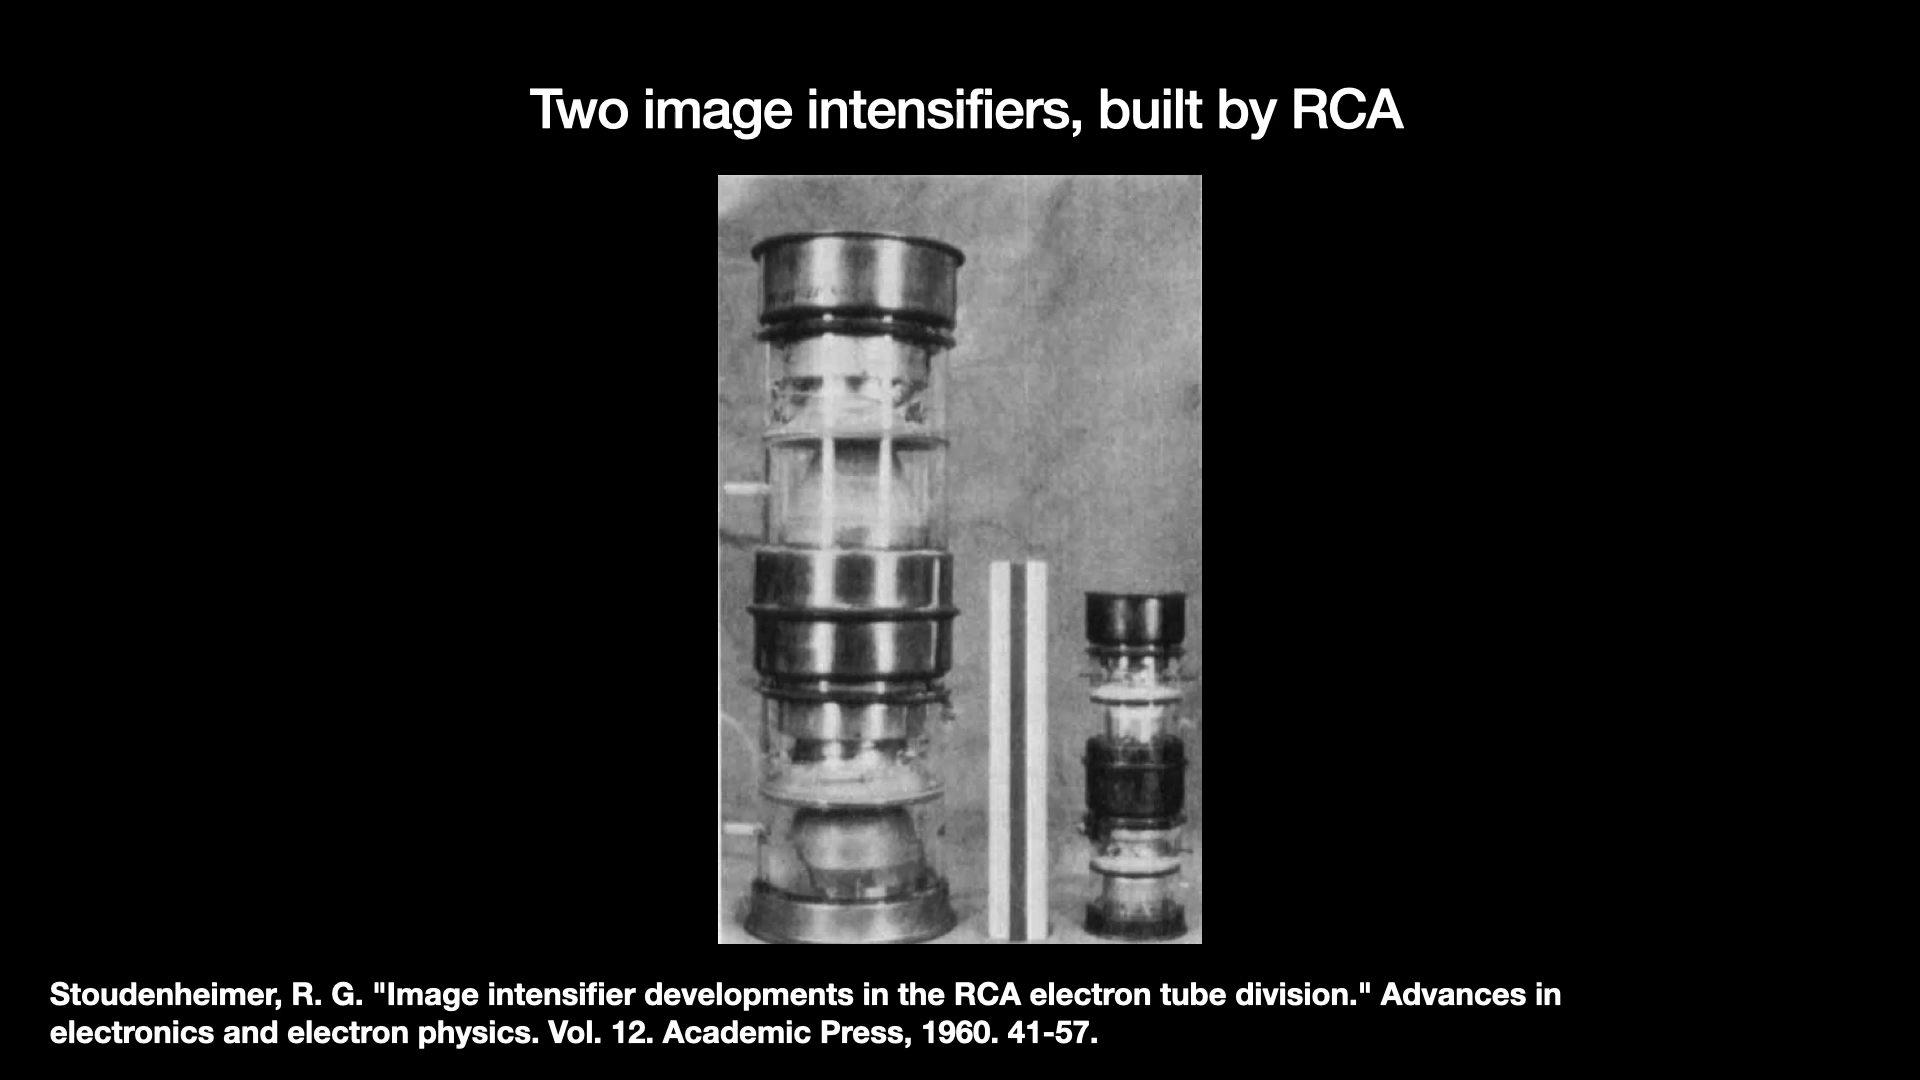 Two image intensifiers, built by RCA
Stoudenheimer, R. G. "Image intensifier developments in the RCA electron tube division." Advances in
electronics and electron physics. Vol. 12. Academic Press, 1960. 41-57.